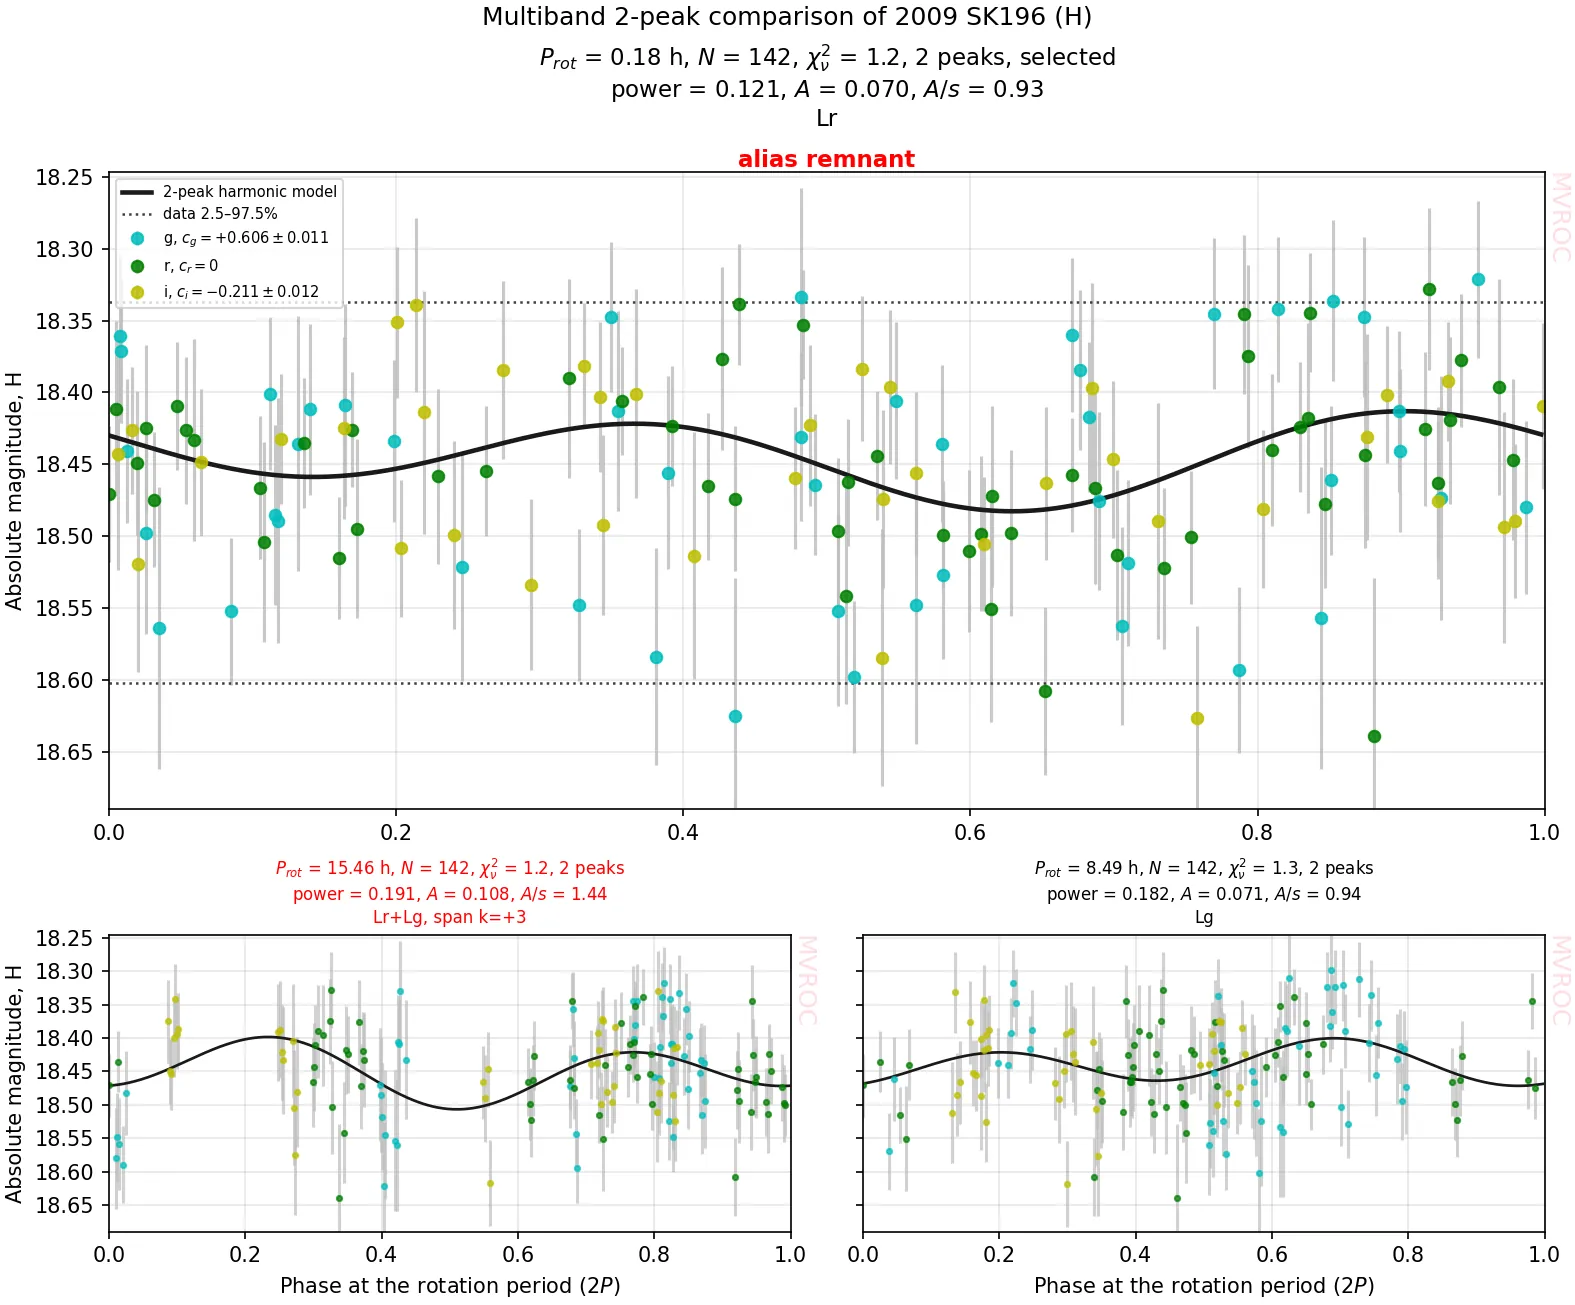 Multiband 2-peak comparison of 2009 SK196 (H)
P_rot = 0.18 h, N = 142, χ²_ν = 1.2, 2 peaks, selected
power = 0.121, A = 0.070, A/s = 0.93
Lr
alias remnant
2-peak harmonic model
data 2.5–97.5%
g, c_g = +0.606 ± 0.011
r, c_r = 0
i, c_i = −0.211 ± 0.012
MVROC
Absolute magnitude, H
18.25
18.30
18.35
18.40
18.45
18.50
18.55
18.60
18.65
0.0 0.2 0.4 0.6 0.8 1.0
P_rot = 15.46 h, N = 142, χ²_ν = 1.2, 2 peaks
power = 0.191, A = 0.108, A/s = 1.44
Lr+Lg, span k=+3
MVROC
Absolute magnitude, H
18.25
18.30
18.35
18.40
18.45
18.50
18.55
18.60
18.65
0.0 0.2 0.4 0.6 0.8 1.0
Phase at the rotation period (2P)
P_rot = 8.49 h, N = 142, χ²_ν = 1.3, 2 peaks
power = 0.182, A = 0.071, A/s = 0.94
Lg
MVROC
0.0 0.2 0.4 0.6 0.8 1.0
Phase at the rotation period (2P)